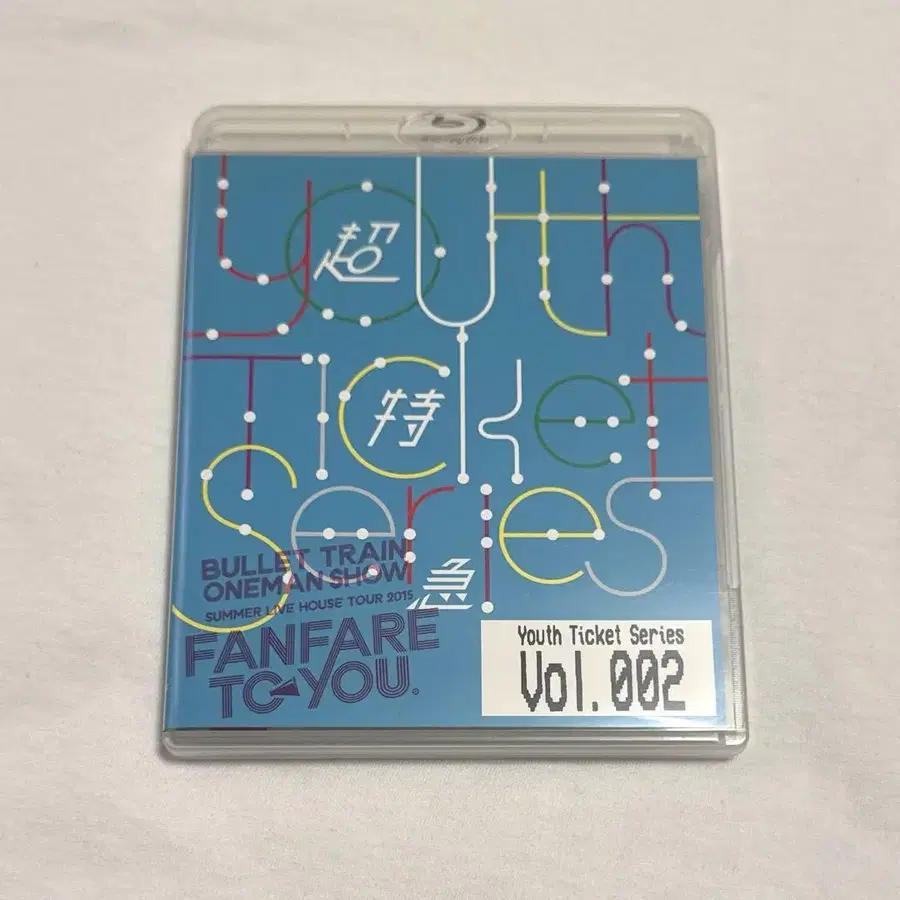 Youth
超
Ticket
特
Series
急
BULLET TRAIN
ONEMAN SHOW
SUMMER LIVE HOUSE TOUR 2015
FANFARE
TO YOU.
Youth Ticket Series
Vol.002